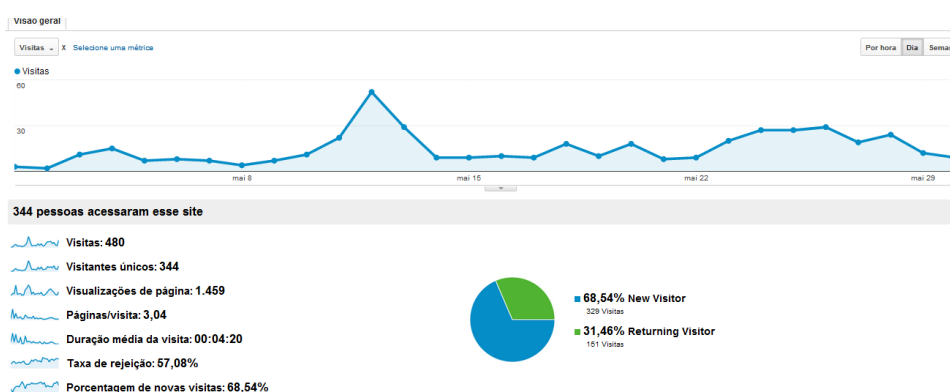 Visão geral
Visitas x Selecione uma métrica
Por hora Dia
Visitas
60
30
mai 8 mai 15 mai 22 mai 29
344 pessoas acessaram esse site
Visitas: 480
Visitantes únicos: 344
Visualizações de página: 1.459
Páginas/visita: 3,04
Duração média da visita: 00:04:20
Taxa de rejeição: 57,08%
Porcentagem de novas visitas: 68,54%
68,54% New Visitor
329 Visitas
31,46% Returning Visitor
151 Visitas